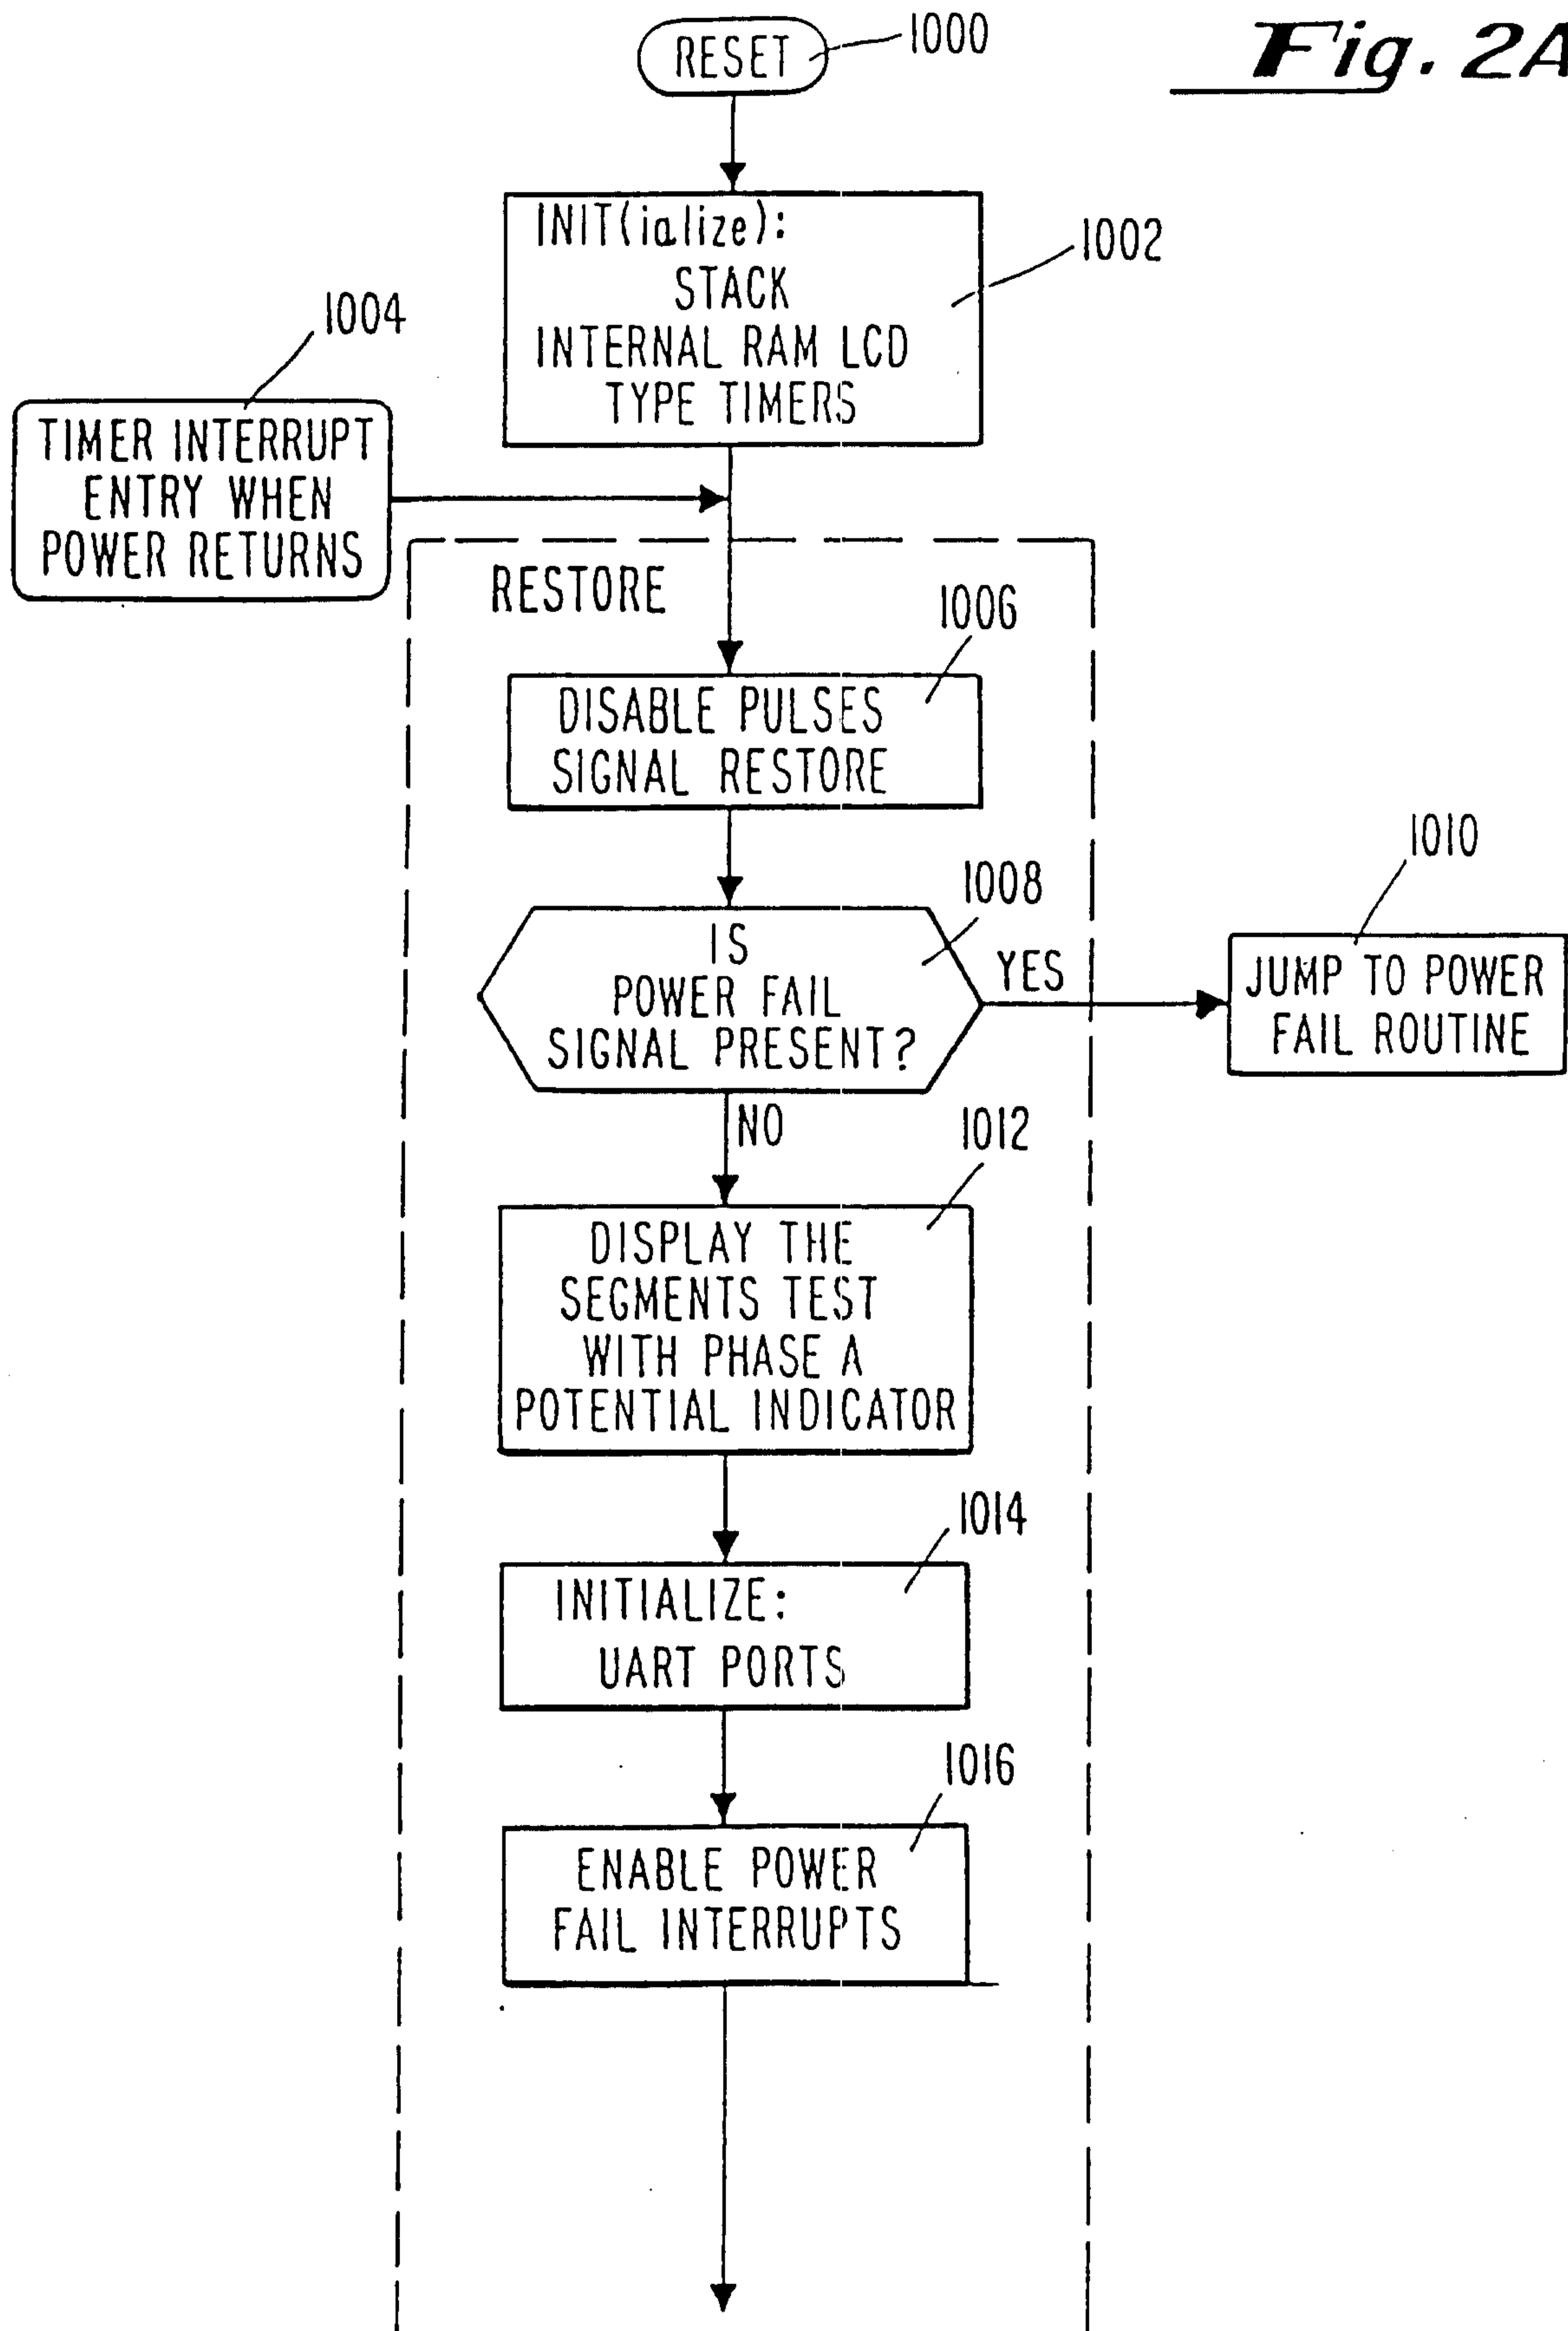 Fig. 2A
RESET
1000
INIT(ialize):
STACK
INTERNAL RAM LCD
TYPE TIMERS
1002
1004
TIMER INTERRUPT
ENTRY WHEN
POWER RETURNS
RESTORE
1006
DISABLE PULSES
SIGNAL RESTORE
1008
IS
POWER FAIL
SIGNAL PRESENT?
YES
1010
JUMP TO POWER
FAIL ROUTINE
NO
1012
DISPLAY THE
SEGMENTS TEST
WITH PHASE A
POTENTIAL INDICATOR
1014
INITIALIZE:
UART PORTS
1016
ENABLE POWER
FAIL INTERRUPTS